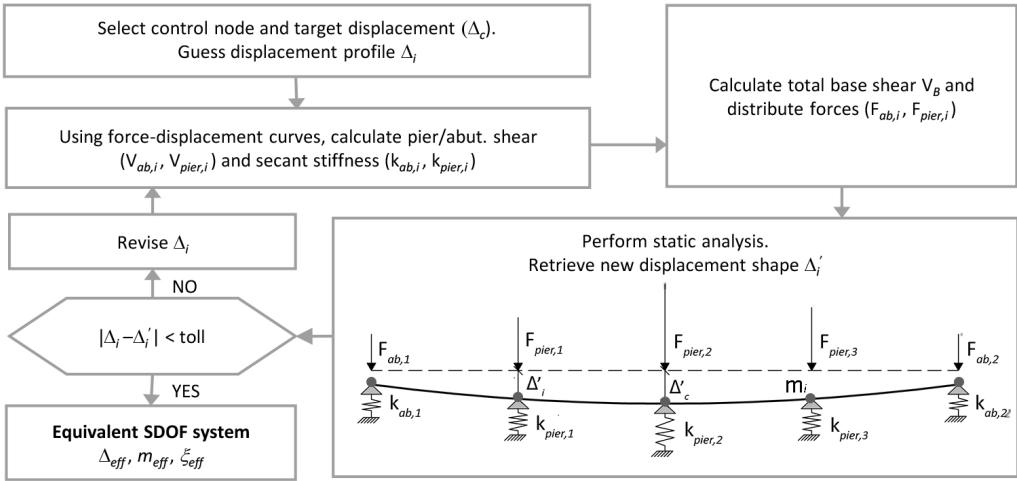 Select control node and target displacement (Δc).
Guess displacement profile Δi
Using force-displacement curves, calculate pier/abut. shear
(Vab,i , Vpier,i) and secant stiffness (kab,i , kpier,i)
Calculate total base shear VB and
distribute forces (Fab,i , Fpier,i)
Perform static analysis.
Retrieve new displacement shape Δi′
Fab,1
Fpier,1
Fpier,2
Fpier,3
Fab,2
Δ′i
Δ′c
mi
kab,1
kpier,1
kpier,2
kpier,3
kab,2
Revise Δi
NO
|Δi –Δi′| < toll
YES
Equivalent SDOF system
Δeff, meff, ξeff